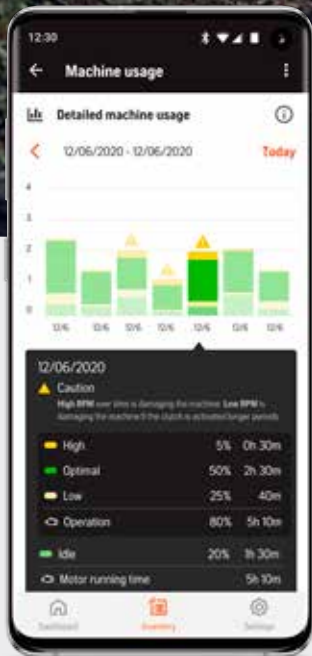 12:30
Machine usage
Detailed machine usage
12/06/2020 - 12/06/2020 Today
4
3
2
1
0
12/6 12/6 12/6 12/6 12/6 12/6 12/6
12/06/2020
Caution
High RPM over time is damaging the machine. Low RPM is
damaging the machine if the clutch is activated longer periods
High 5% 0h 30m
Optimal 50% 2h 30m
Low 25% 40m
Operation 80% 5h 10m
Idle 20% 1h 30m
Motor running time 5h 10m
Dashboard Inventory Settings